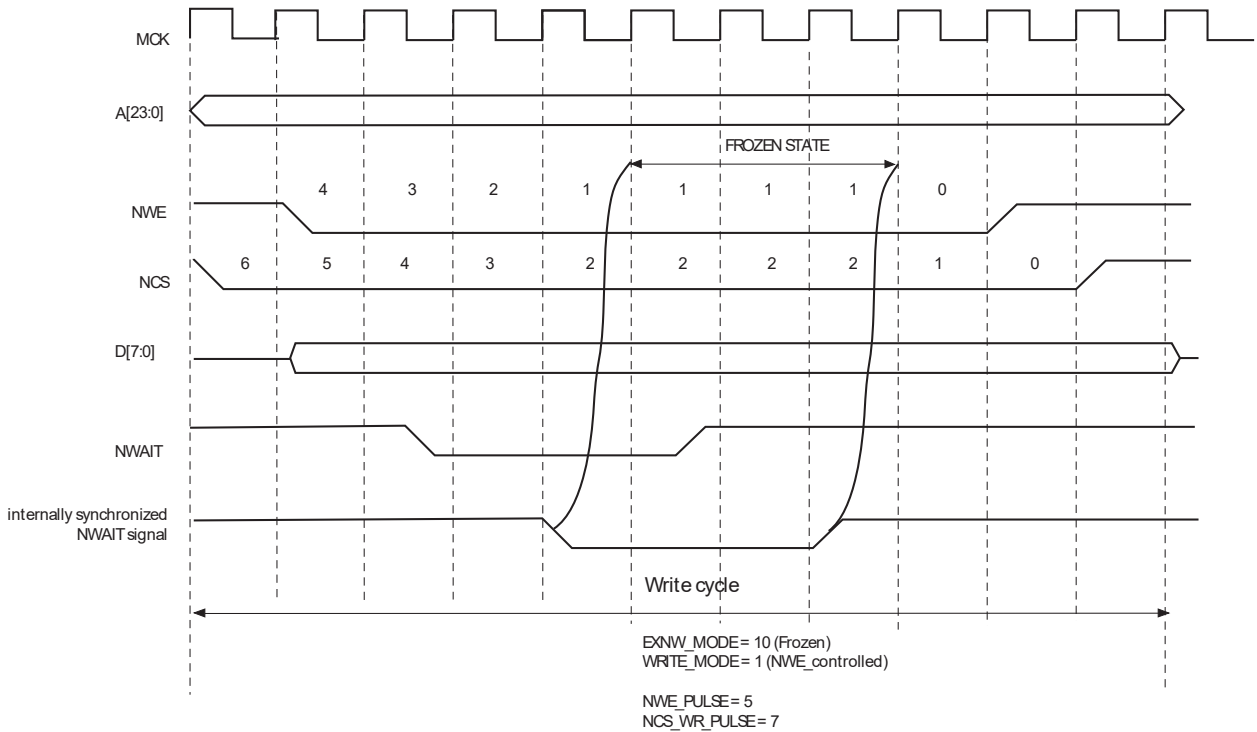 MCK
A[23:0]
FROZEN STATE
4 3 2 1 1 1 1 0
NWE
6 5 4 3 2 2 2 2 1 0
NCS
D[7:0]
NWAIT
internally synchronized
NWAIT signal
Write cycle
EXNW_MODE = 10 (Frozen)
WRITE_MODE = 1 (NWE_controlled)
NWE_PULSE = 5
NCS_WR_PULSE = 7